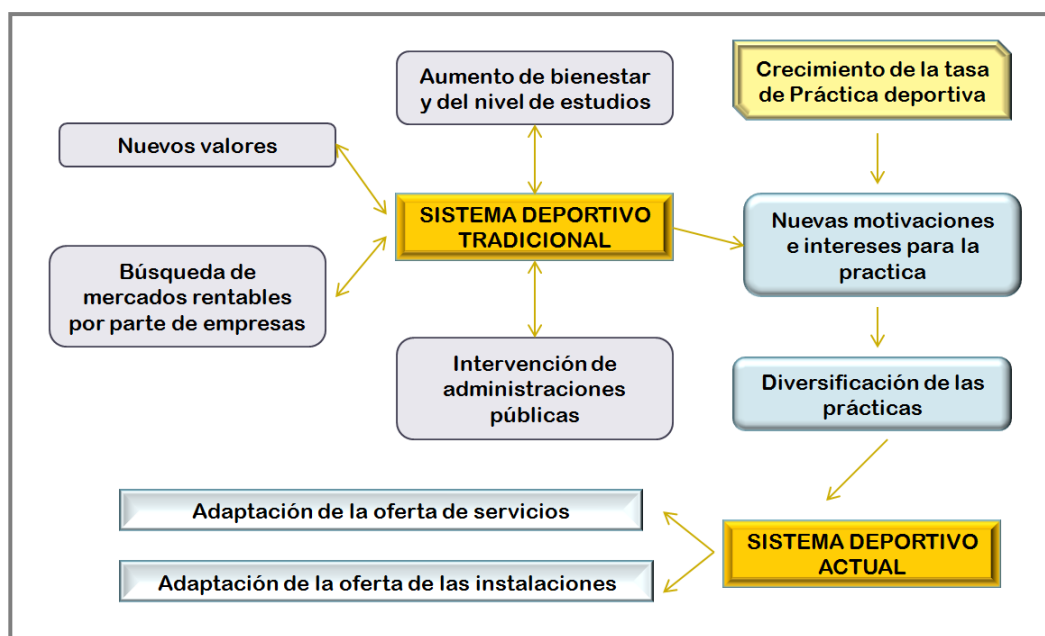 Aumento de bienestar
y del nivel de estudios
Crecimiento de la tasa
de Práctica deportiva
Nuevos valores
SISTEMA DEPORTIVO
TRADICIONAL
Nuevas motivaciones
e intereses para la
practica
Búsqueda de
mercados rentables
por parte de empresas
Intervención de
administraciones
públicas
Diversificación de las
prácticas
Adaptación de la oferta de servicios
SISTEMA DEPORTIVO
ACTUAL
Adaptación de la oferta de las instalaciones